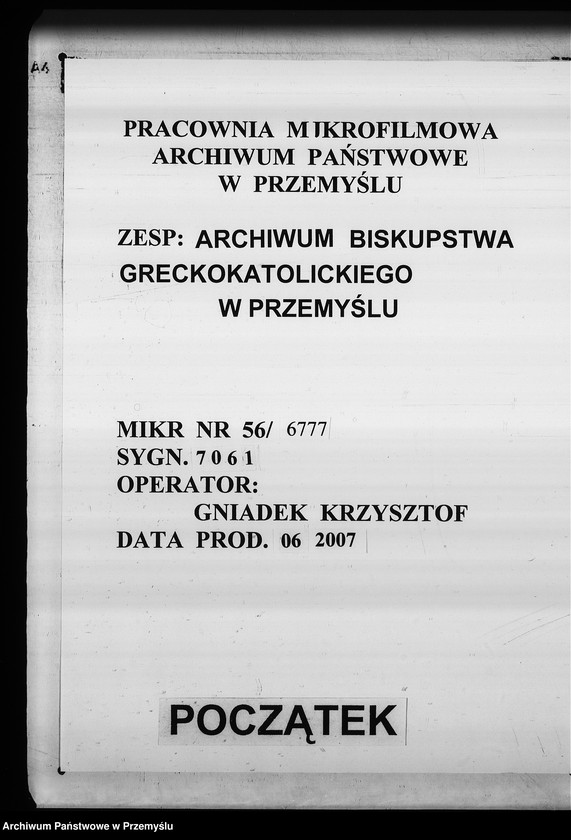 PRACOWNIA MIKROFILMOWA
ARCHIWUM PAŃSTWOWE
W PRZEMYŚLU
ZESP: ARCHIWUM BISKUPSTWA
GRECKOKATOLICKIEGO
W PRZEMYŚLU
MIKR NR 56/ 6777
SYGN. 7061
OPERATOR:
GNIADEK KRZYSZTOF
DATA PROD. 06 2007
POCZĄTEK
Archiwum Państwowe w Przemyślu